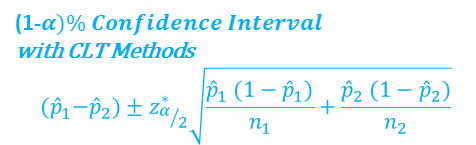 (1-α)% Confidence Interval
with CLT Methods
(p̂₁−p̂₂) ± z*α/₂ √(p̂₁ (1 − p̂₁)/n₁ + p̂₂ (1 − p̂₂)/n₂)